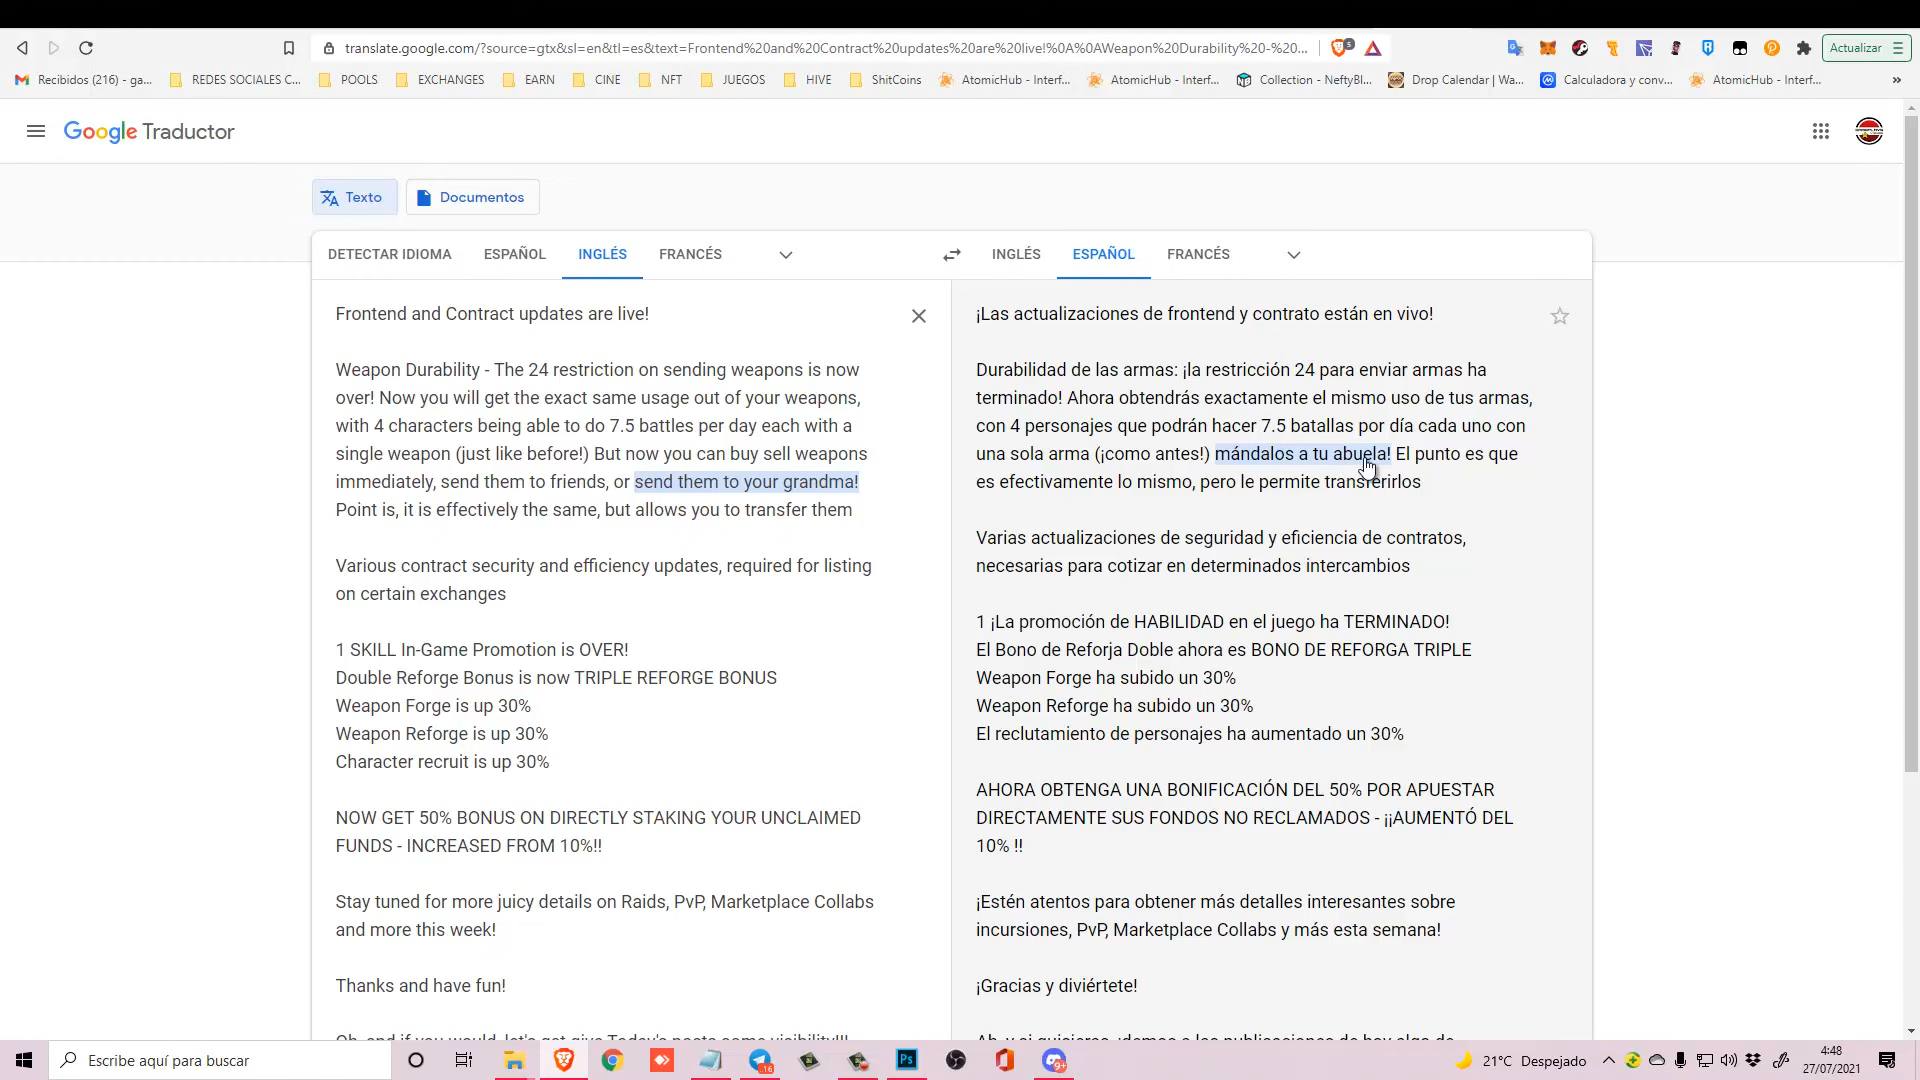 translate.google.com/?source=gtx&sl=en&tl=es&text=Frontend%20and%20Contract%20updates%20are%20live!%0A%0AWeapon%20Durability%20-%20...
5
Actualizar
Recibidos (216) - ga...
REDES SOCIALES C...
POOLS
EXCHANGES
EARN
CINE
NFT
JUEGOS
HIVE
ShitCoins
AtomicHub - Interf...
AtomicHub - Interf...
Collection - NeftyBl...
Drop Calendar | Wa...
Calculadora y conv...
AtomicHub - Interf...
»
Google Traductor
Texto
Documentos
DETECTAR IDIOMA
ESPAÑOL
INGLÉS
FRANCÉS
INGLÉS
ESPAÑOL
FRANCÉS
Frontend and Contract updates are live!
Weapon Durability - The 24 restriction on sending weapons is now
over! Now you will get the exact same usage out of your weapons,
with 4 characters being able to do 7.5 battles per day each with a
single weapon (just like before!) But now you can buy sell weapons
immediately, send them to friends, or send them to your grandma!
Point is, it is effectively the same, but allows you to transfer them
Various contract security and efficiency updates, required for listing
on certain exchanges
1 SKILL In-Game Promotion is OVER!
Double Reforge Bonus is now TRIPLE REFORGE BONUS
Weapon Forge is up 30%
Weapon Reforge is up 30%
Character recruit is up 30%
NOW GET 50% BONUS ON DIRECTLY STAKING YOUR UNCLAIMED
FUNDS - INCREASED FROM 10%!!
Stay tuned for more juicy details on Raids, PvP, Marketplace Collabs
and more this week!
Thanks and have fun!
Oh and if you would, let's get give Today's posts some visibility!!!
¡Las actualizaciones de frontend y contrato están en vivo!
Durabilidad de las armas: ¡la restricción 24 para enviar armas ha
terminado! Ahora obtendrás exactamente el mismo uso de tus armas,
con 4 personajes que podrán hacer 7.5 batallas por día cada uno con
una sola arma (¡como antes!) mándalos a tu abuela! El punto es que
es efectivamente lo mismo, pero le permite transferirlos
Varias actualizaciones de seguridad y eficiencia de contratos,
necesarias para cotizar en determinados intercambios
1 ¡La promoción de HABILIDAD en el juego ha TERMINADO!
El Bono de Reforja Doble ahora es BONO DE REFORGA TRIPLE
Weapon Forge ha subido un 30%
Weapon Reforge ha subido un 30%
El reclutamiento de personajes ha aumentado un 30%
AHORA OBTENGA UNA BONIFICACIÓN DEL 50% POR APUESTAR
DIRECTAMENTE SUS FONDOS NO RECLAMADOS - ¡¡AUMENTÓ DEL
10% !!
¡Estén atentos para obtener más detalles interesantes sobre
incursiones, PvP, Marketplace Collabs y más esta semana!
¡Gracias y diviértete!
Escribe aquí para buscar
16
Ps
9+
21°C Despejado
4:48
27/07/2021